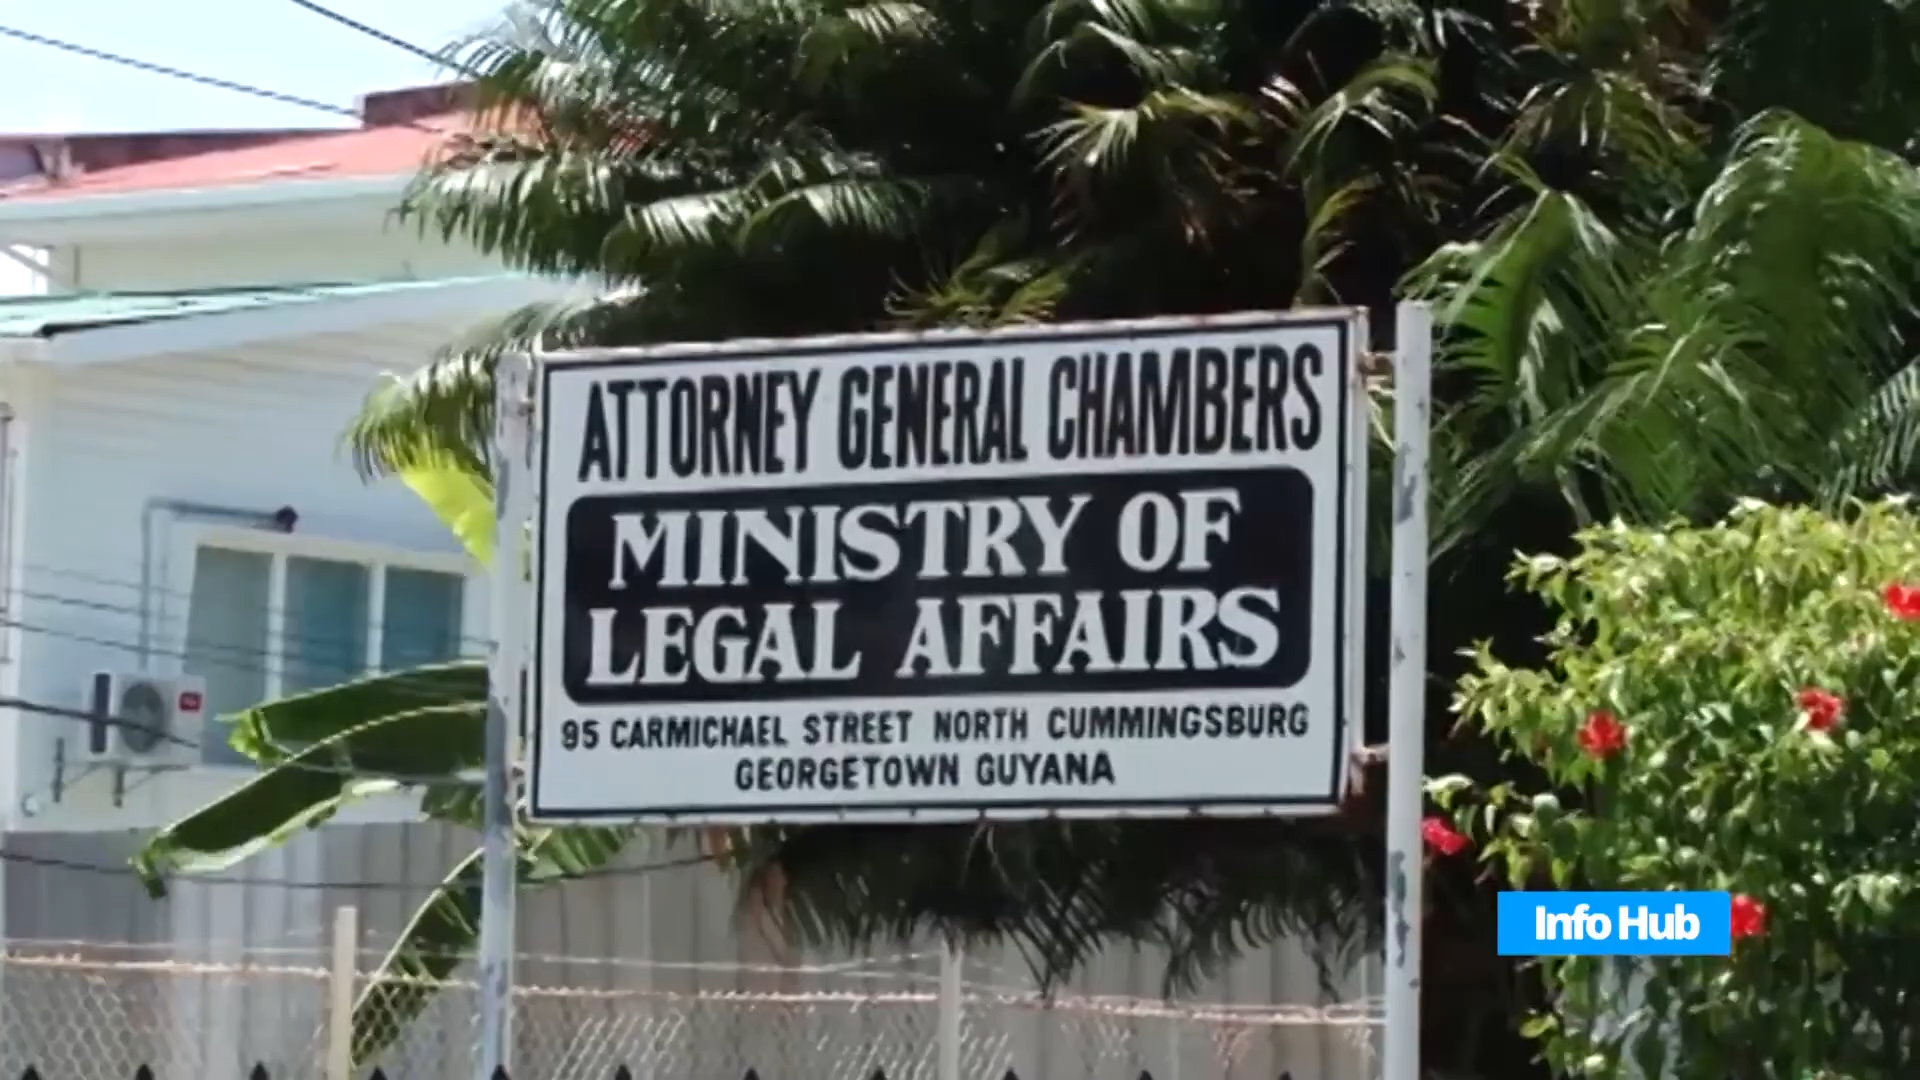 ATTORNEY GENERAL CHAMBERS
MINISTRY OF
LEGAL AFFAIRS
95 CARMICHAEL STREET NORTH CUMMINGSBURG
GEORGETOWN GUYANA
Info Hub